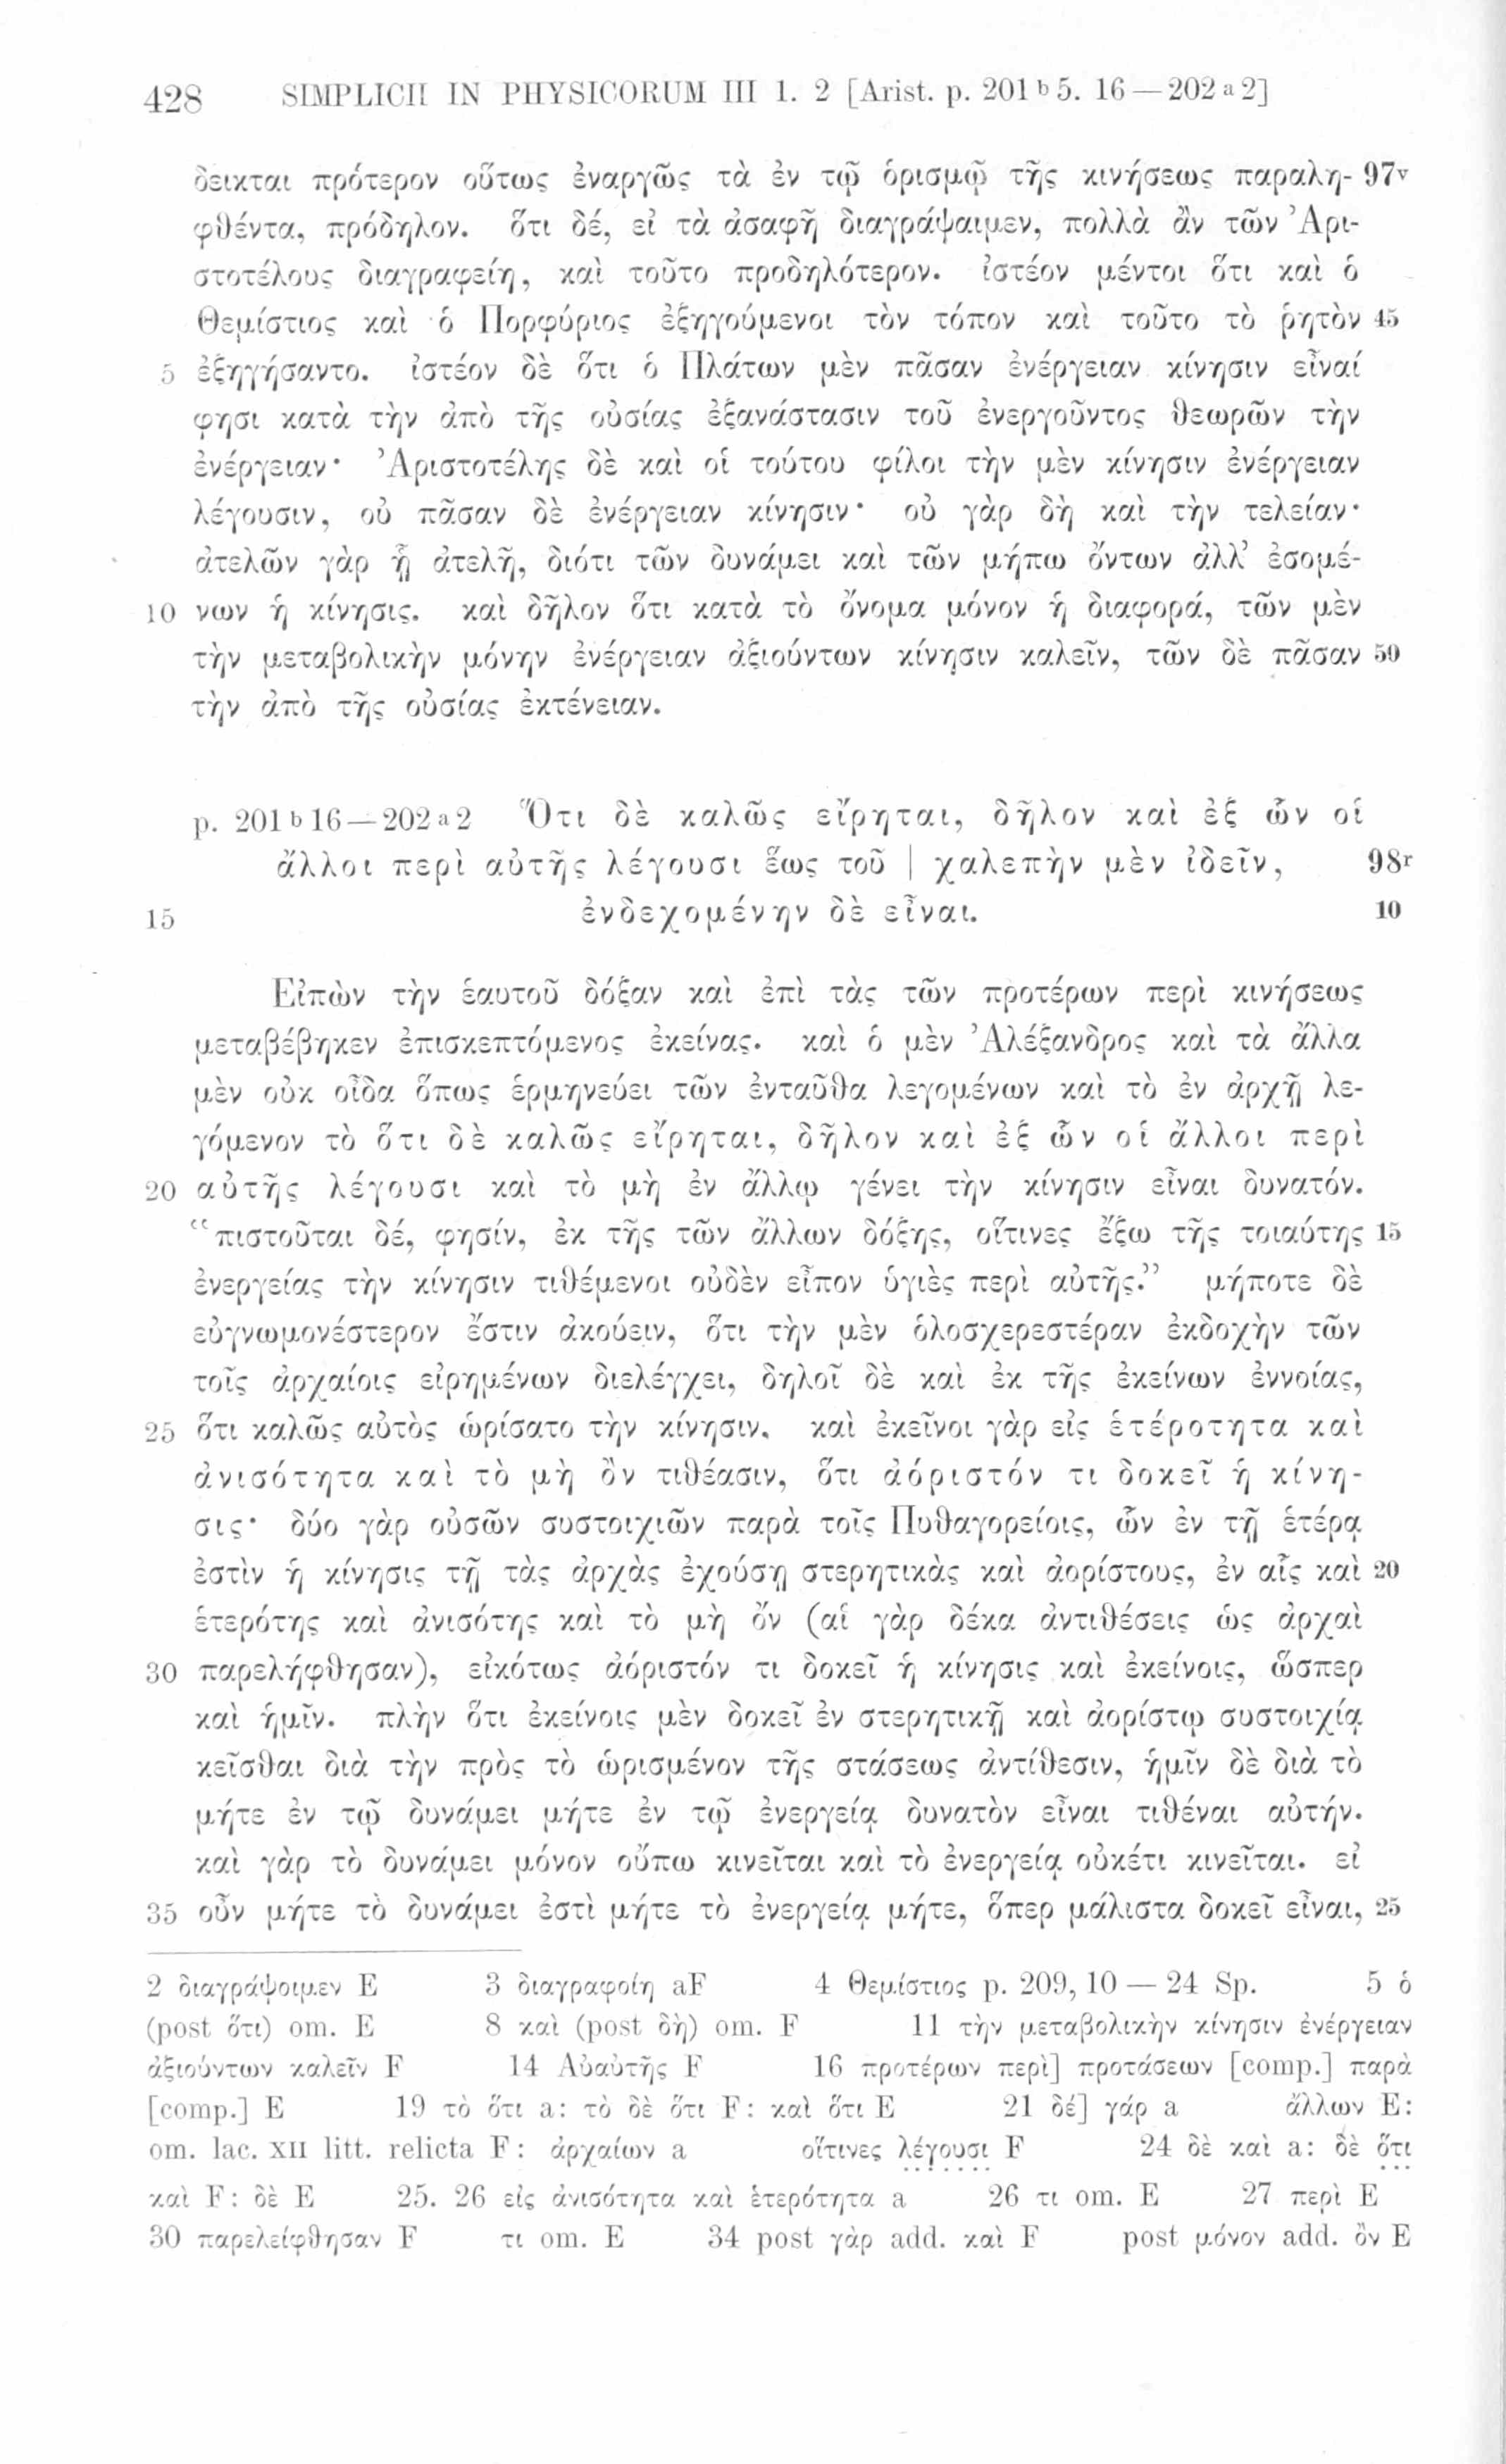 428 SIMPLICII IN PHYSICORUM III 1. 2 [Arist. p. 201 b 5. 16 — 202 a 2]
δεικται πρότερον οὕτως ἐναργῶς τὰ ἐν τῷ ὁρισμῷ τῆς κινήσεως παραλη- 97v
φθέντα, πρόδηλον. ὅτι δέ, εἰ τὰ ἀσαφῆ διαγράψαιμεν, πολλὰ ἂν τῶν Ἀρι-
στοτέλους διαγραφείη, καὶ τοῦτο προδηλότερον. ἰστέον μέντοι ὅτι καὶ ὁ
Θεμίστιος καὶ ὁ Πορφύριος ἐξηγούμενοι τὸν τόπον καὶ τοῦτο τὸ ῥητὸν 45
5 ἐξηγήσαντο. ἰστέον δὲ ὅτι ὁ Πλάτων μὲν πᾶσαν ἐνέργειαν κίνησιν εἶναί
φησι κατὰ τὴν ἀπὸ τῆς οὐσίας ἐξανάστασιν τοῦ ἐνεργοῦντος θεωρῶν τὴν
ἐνέργειαν· Ἀριστοτέλης δὲ καὶ οἱ τούτου φίλοι τὴν μὲν κίνησιν ἐνέργειαν
λέγουσιν, οὐ πᾶσαν δὲ ἐνέργειαν κίνησιν· οὐ γὰρ δὴ καὶ τὴν τελείαν·
ἀτελῶν γὰρ ᾗ ἀτελῆ, διότι τῶν δυνάμει καὶ τῶν μήπω ὄντων ἀλλ’ ἐσομέ-
10 νων ἡ κίνησις. καὶ δῆλον ὅτι κατὰ τὸ ὄνομα μόνον ἡ διαφορά, τῶν μὲν
τὴν μεταβολικὴν μόνην ἐνέργειαν ἀξιούντων κίνησιν καλεῖν, τῶν δὲ πᾶσαν 50
τὴν ἀπὸ τῆς οὐσίας ἐκτένειαν.
p. 201 b 16 — 202 a 2 Ὅτι δὲ καλῶς εἴρηται, δῆλον καὶ ἐξ ὧν οἱ
ἄλλοι περὶ αὐτῆς λέγουσι ἕως τοῦ | χαλεπὴν μὲν ἰδεῖν, 98r
15 ἐνδεχομένην δὲ εἶναι. 10
Εἰπὼν τὴν ἑαυτοῦ δόξαν καὶ ἐπὶ τὰς τῶν προτέρων περὶ κινήσεως
μεταβέβηκεν ἐπισκεπτόμενος ἐκείνας. καὶ ὁ μὲν Ἀλέξανδρος καὶ τὰ ἄλλα
μὲν οὐκ οἶδα ὅπως ἑρμηνεύει τῶν ἐνταῦθα λεγομένων καὶ τὸ ἐν ἀρχῇ λε-
γόμενον τὸ ὅτι δὲ καλῶς εἴρηται, δῆλον καὶ ἐξ ὧν οἱ ἄλλοι περὶ
20 αὐτῆς λέγουσι καὶ τὸ μὴ ἐν ἄλλῳ γένει τὴν κίνησιν εἶναι δυνατόν.
“πιστοῦται δέ, φησίν, ἐκ τῆς τῶν ἄλλων δόξης, οἵτινες ἔξω τῆς τοιαύτης 15
ἐνεργείας τὴν κίνησιν τιθέμενοι οὐδὲν εἶπον ὑγιὲς περὶ αὐτῆς.” μήποτε δὲ
εὐγνωμονέστερον ἔστιν ἀκούειν, ὅτι τὴν μὲν ὁλοσχερεστέραν ἐκδοχὴν τῶν
τοῖς ἀρχαίοις εἰρημένων διελέγχει, δηλοῖ δὲ καὶ ἐκ τῆς ἐκείνων ἐννοίας,
25 ὅτι καλῶς αὐτὸς ὡρίσατο τὴν κίνησιν. καὶ ἐκεῖνοι γὰρ εἰς ἑτέροτητα καὶ
ἀνισότητα καὶ τὸ μὴ ὂν τιθέασιν, ὅτι ἀόριστόν τι δοκεῖ ἡ κίνη-
σις· δύο γὰρ οὐσῶν συστοιχιῶν παρὰ τοῖς Πυθαγορείοις, ὧν ἐν τῇ ἑτέρᾳ
ἐστὶν ἡ κίνησις τῇ τὰς ἀρχὰς ἐχούσῃ στερητικὰς καὶ ἀορίστους, ἐν αἷς καὶ 20
ἑτερότης καὶ ἀνισότης καὶ τὸ μὴ ὄν (αἱ γὰρ δέκα ἀντιθέσεις ὡς ἀρχαὶ
30 παρελήφθησαν), εἰκότως ἀόριστόν τι δοκεῖ ἡ κίνησις καὶ ἐκείνοις, ὥσπερ
καὶ ἡμῖν. πλὴν ὅτι ἐκείνοις μὲν δοκεῖ ἐν στερητικῇ καὶ ἀορίστῳ συστοιχίᾳ
κεῖσθαι διὰ τὴν πρὸς τὸ ὡρισμένον τῆς στάσεως ἀντίθεσιν, ἡμῖν δὲ διὰ τὸ
μήτε ἐν τῷ δυνάμει μήτε ἐν τῷ ἐνεργείᾳ δυνατὸν εἶναι τιθέναι αὐτήν.
καὶ γὰρ τὸ δυνάμει μόνον οὔπω κινεῖται καὶ τὸ ἐνεργείᾳ οὐκέτι κινεῖται. εἰ
35 οὖν μήτε τὸ δυνάμει ἐστὶ μήτε τὸ ἐνεργείᾳ μήτε, ὅπερ μάλιστα δοκεῖ εἶναι, 25
2 διαγράψοιμεν E 3 διαγραφοίη aF 4 Θεμίστιος p. 209, 10 — 24 Sp. 5 ὁ
(post ὅτι) om. E 8 καὶ (post δὴ) om. F 11 τὴν μεταβολικὴν κίνησιν ἐνέργειαν
ἀξιούντων καλεῖν F 14 Αὐαὐτῆς F 16 προτέρων περὶ] προτάσεων [comp.] παρὰ
[comp.] E 19 τὸ ὅτι a: τὸ δὲ ὅτι F: καὶ ὅτι E 21 δέ] γάρ a ἄλλων E:
om. lac. XII litt. relicta F: ἀρχαίων a οἵτινες λέγουσι F 24 δὲ καὶ a: δὲ ὅτι
καὶ F: δὲ E 25. 26 εἰς ἀνισότητα καὶ ἑτερότητα a 26 τι om. E 27 περὶ E
30 παρελείφθησαν F τι om. E 34 post γὰρ add. καὶ F post μόνον add. ὂν E